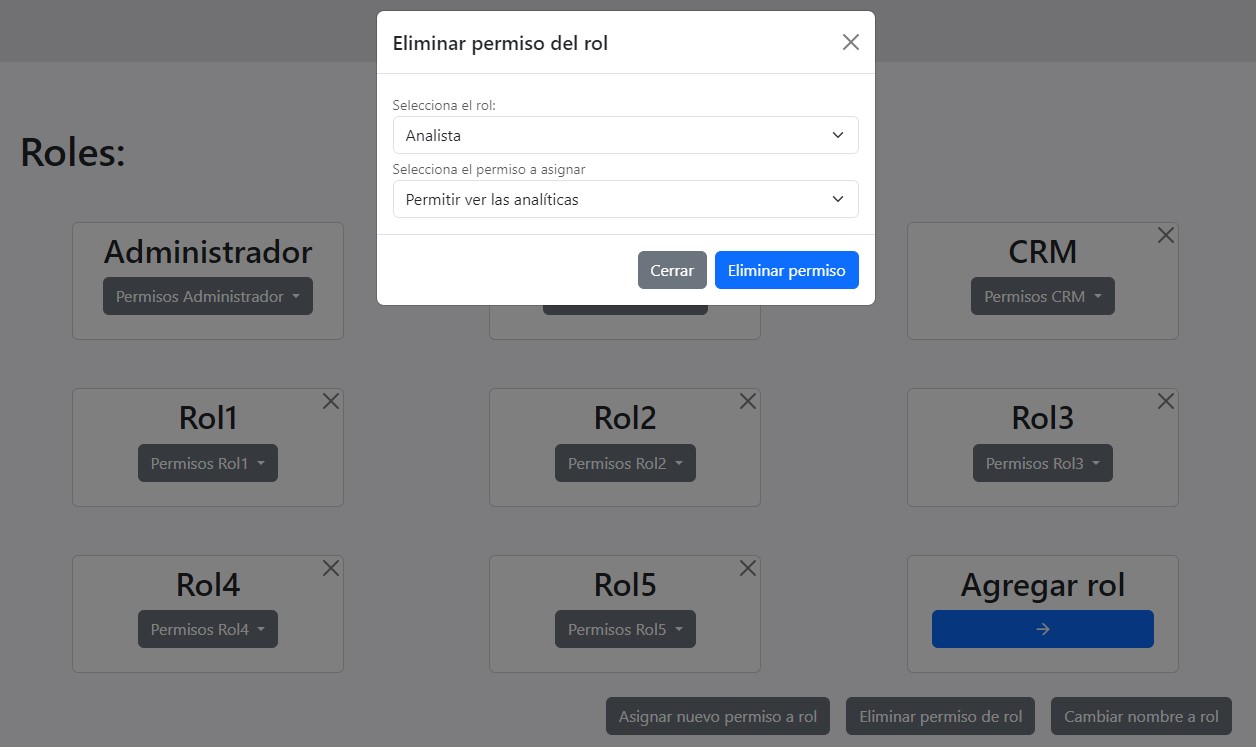 Eliminar permiso del rol
Selecciona el rol:
Analista
Selecciona el permiso a asignar
Permitir ver las analíticas
Cerrar
Eliminar permiso
Roles:
Administrador
Permisos Administrador
CRM
Permisos CRM
Rol1
Permisos Rol1
Rol2
Permisos Rol2
Rol3
Permisos Rol3
Rol4
Permisos Rol4
Rol5
Permisos Rol5
Agregar rol
Asignar nuevo permiso a rol
Eliminar permiso de rol
Cambiar nombre a rol